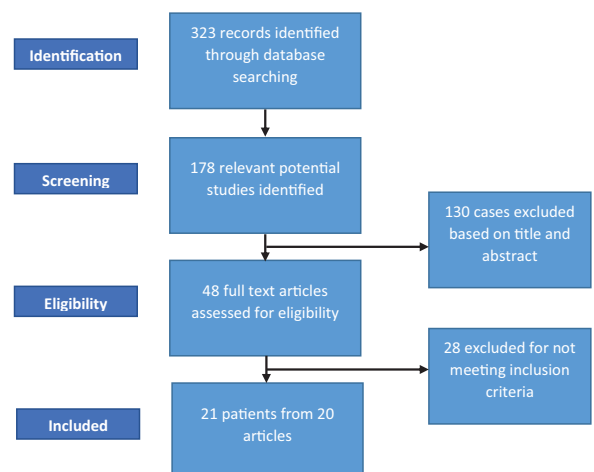 Identification
323 records identified
through database
searching
Screening
178 relevant potential
studies identified
130 cases excluded
based on title and
abstract
Eligibility
48 full text articles
assessed for eligibility
28 excluded for not
meeting inclusion
criteria
Included
21 patients from 20
articles